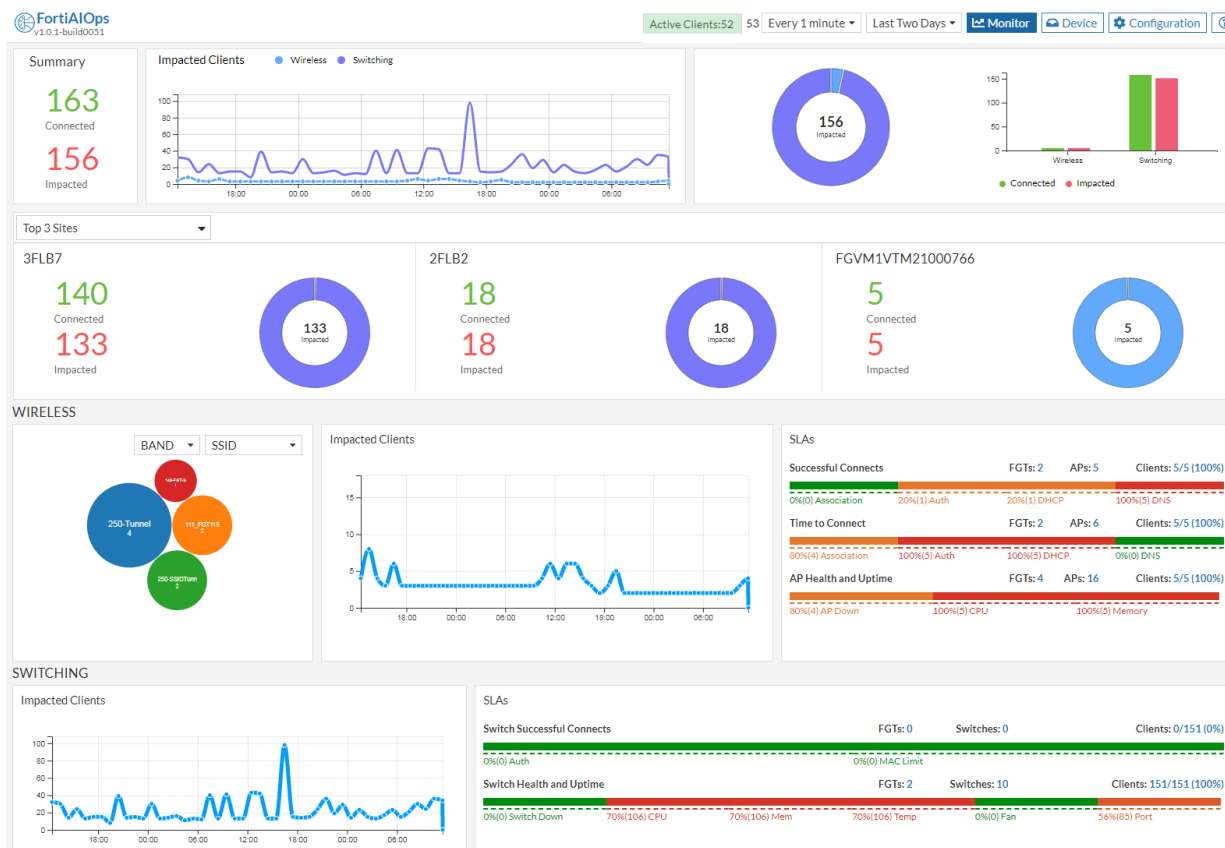 FortiAIOps
v1.0.1-build0051
Active Clients:52 53 Every 1 minute Last Two Days Monitor Device Configuration
Summary
163
Connected
156
Impacted
Impacted Clients Wireless Switching
100
80
60
40
20
0
18:00 00:00 06:00 12:00 18:00 00:00 06:00
156
Impacted
150
100
50
0
Wireless Switching
Connected Impacted
Top 3 Sites
3FLB7
140
Connected
133
Impacted
133
Impacted
2FLB2
18
Connected
18
Impacted
18
Impacted
FGVM1VTM21000766
5
Connected
5
Impacted
5
Impacted
WIRELESS
BAND SSID
1
250-Tunnel
4
111_FGT11S
2
250-SSIDTunn
2
Impacted Clients
15
10
5
0
18:00 00:00 06:00 12:00 18:00 00:00 06:00
SLAs
Successful Connects FGTs: 2 APs: 5 Clients: 5/5 (100%)
0%(0) Association 20%(1) Auth 20%(1) DHCP 100%(5) DNS
Time to Connect FGTs: 2 APs: 6 Clients: 5/5 (100%)
80%(4) Association 100%(5) Auth 100%(5) DHCP 0%(0) DNS
AP Health and Uptime FGTs: 4 APs: 16 Clients: 5/5 (100%)
80%(4) AP Down 100%(5) CPU 100%(5) Memory
SWITCHING
Impacted Clients
100
80
60
40
20
0
18:00 00:00 06:00 12:00 18:00 00:00 06:00
SLAs
Switch Successful Connects FGTs: 0 Switches: 0 Clients: 0/151 (0%)
0%(0) Auth 0%(0) MAC Limit
Switch Health and Uptime FGTs: 2 Switches: 10 Clients: 151/151 (100%)
0%(0) Switch Down 70%(106) CPU 70%(106) Mem 70%(106) Temp 0%(0) Fan 56%(85) Port